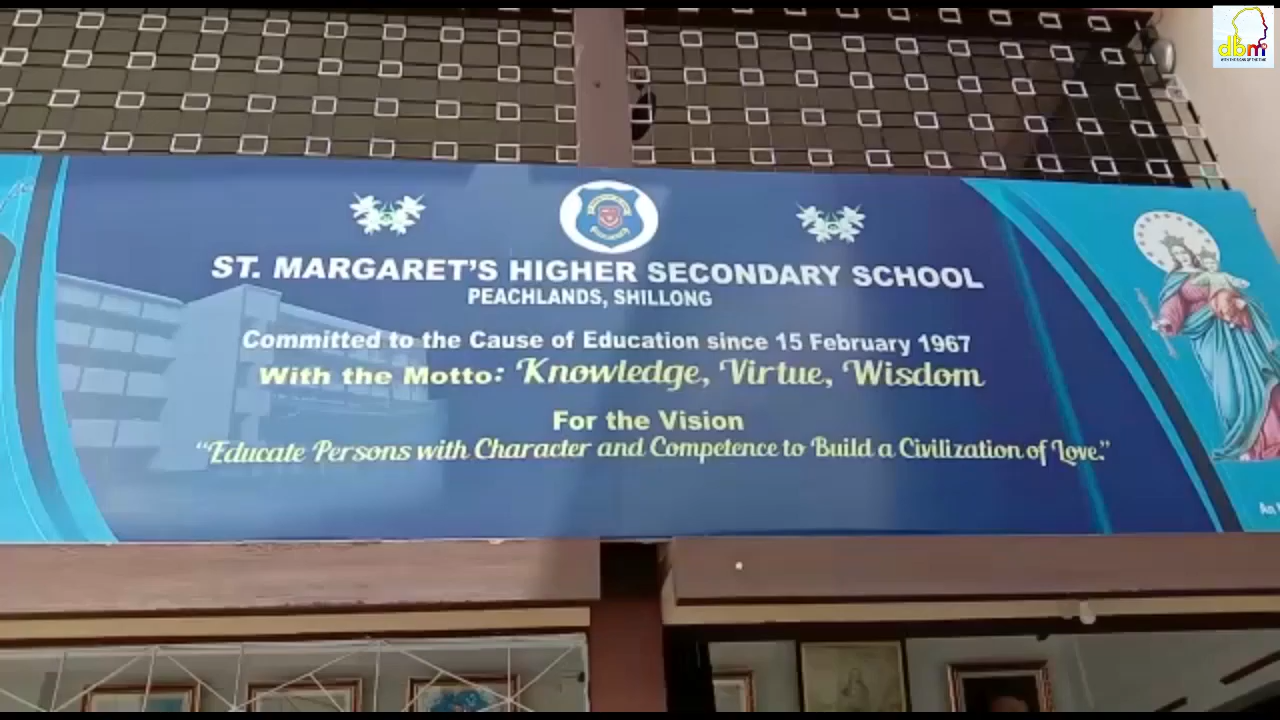 dbm
ST. MARGARET'S HIGHER SECONDARY SCHOOL
PEACHLANDS, SHILLONG
Committed to the Cause of Education since 15 February 1967
With the Motto: Knowledge, Virtue, Wisdom
For the Vision
“Educate Persons with Character and Competence to Build a Civilization of Love.”
An